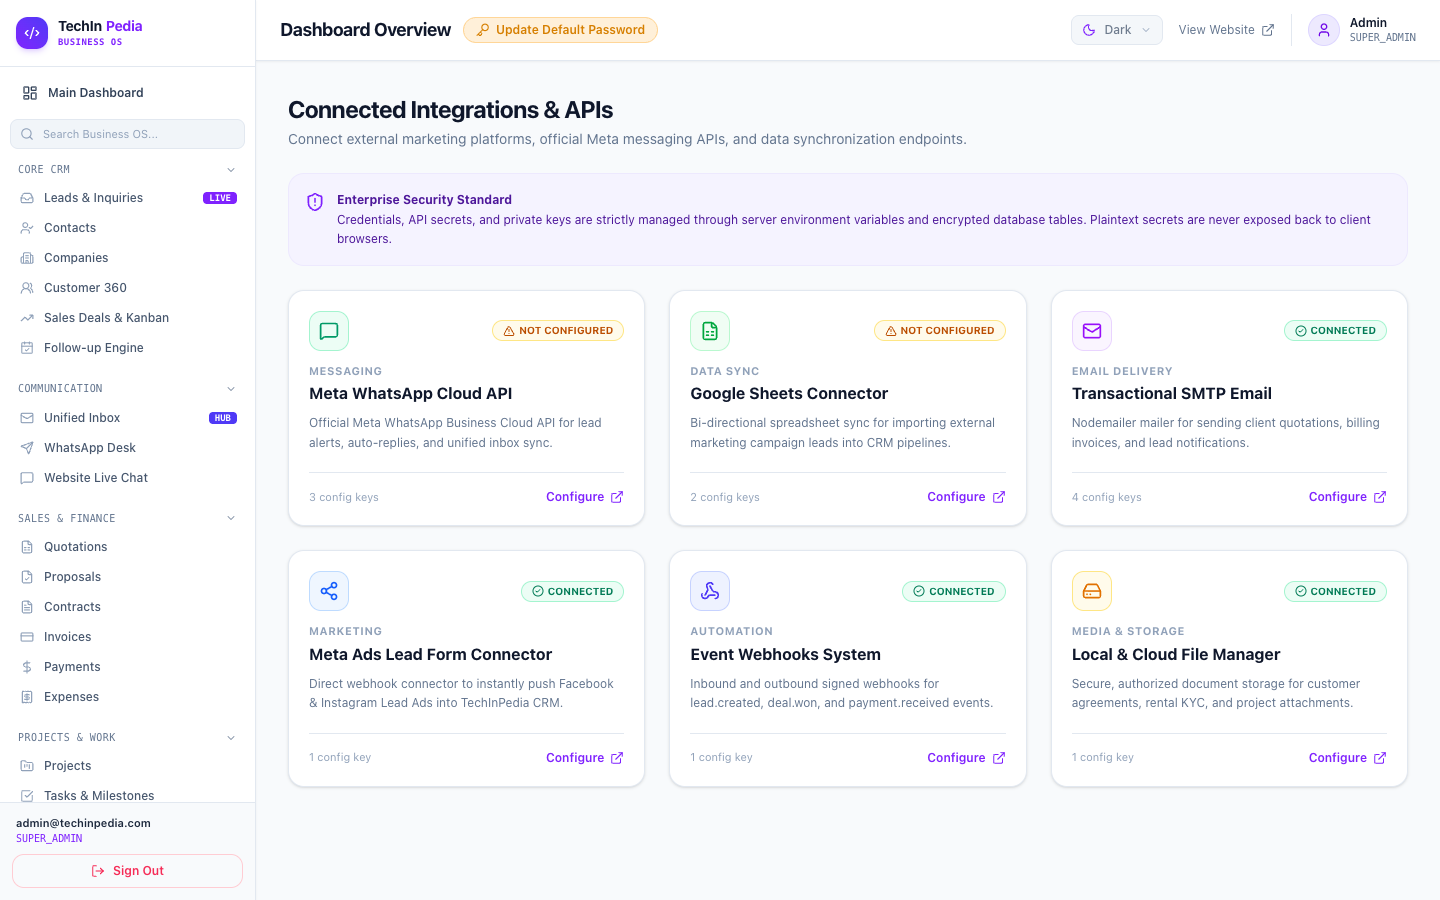 TechIn Pedia
BUSINESS OS
Main Dashboard
Search Business OS...
CORE CRM
Leads & Inquiries
LIVE
Contacts
Companies
Customer 360
Sales Deals & Kanban
Follow-up Engine
COMMUNICATION
Unified Inbox
HUB
WhatsApp Desk
Website Live Chat
SALES & FINANCE
Quotations
Proposals
Contracts
Invoices
Payments
Expenses
PROJECTS & WORK
Projects
Tasks & Milestones
admin@techinpedia.com
SUPER_ADMIN
Sign Out
Dashboard Overview
Update Default Password
Dark
View Website
Admin
SUPER_ADMIN
Connected Integrations & APIs
Connect external marketing platforms, official Meta messaging APIs, and data synchronization endpoints.
Enterprise Security Standard
Credentials, API secrets, and private keys are strictly managed through server environment variables and encrypted database tables. Plaintext secrets are never exposed back to client
browsers.
NOT CONFIGURED
MESSAGING
Meta WhatsApp Cloud API
Official Meta WhatsApp Business Cloud API for lead
alerts, auto-replies, and unified inbox sync.
3 config keys
Configure
NOT CONFIGURED
DATA SYNC
Google Sheets Connector
Bi-directional spreadsheet sync for importing external
marketing campaign leads into CRM pipelines.
2 config keys
Configure
CONNECTED
EMAIL DELIVERY
Transactional SMTP Email
Nodemailer mailer for sending client quotations, billing
invoices, and lead notifications.
4 config keys
Configure
CONNECTED
MARKETING
Meta Ads Lead Form Connector
Direct webhook connector to instantly push Facebook
& Instagram Lead Ads into TechInPedia CRM.
1 config key
Configure
CONNECTED
AUTOMATION
Event Webhooks System
Inbound and outbound signed webhooks for
lead.created, deal.won, and payment.received events.
1 config key
Configure
CONNECTED
MEDIA & STORAGE
Local & Cloud File Manager
Secure, authorized document storage for customer
agreements, rental KYC, and project attachments.
1 config key
Configure